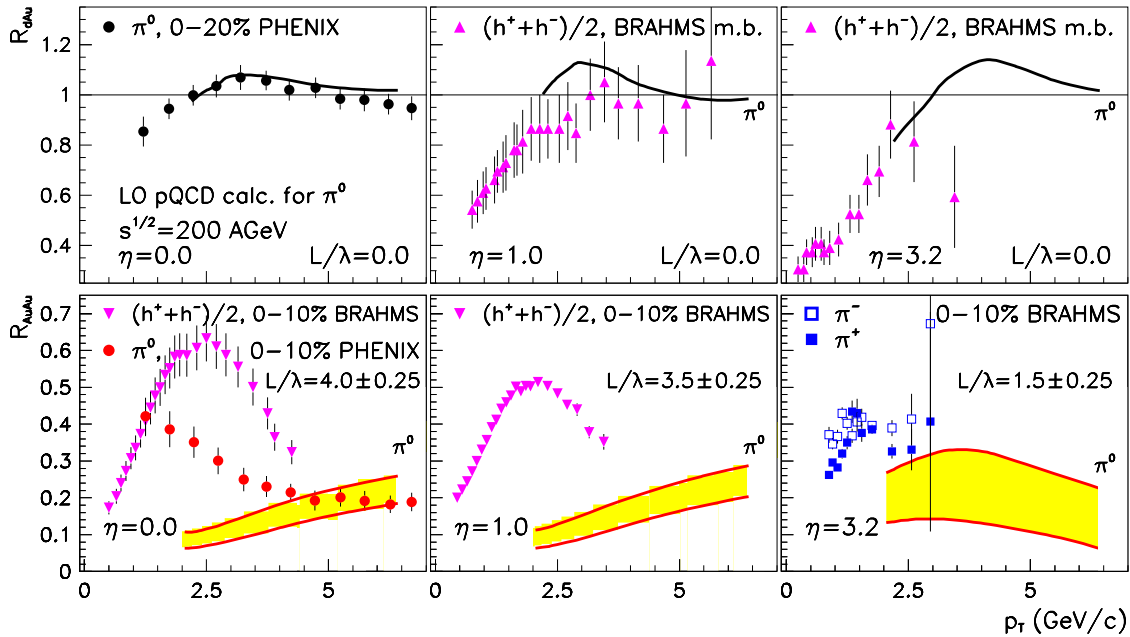 R_dAu
1.2
1
0.8
0.6
0.4
π⁰, 0–20% PHENIX
LO pQCD calc. for π⁰
s^1/2=200 AGeV
η=0.0
L/λ=0.0
(h⁺+h⁻)/2, BRAHMS m.b.
π⁰
η=1.0
L/λ=0.0
(h⁺+h⁻)/2, BRAHMS m.b.
π⁰
η=3.2
L/λ=0.0
R_AuAu
0.7
0.6
0.5
0.4
0.3
0.2
0.1
0
(h⁺+h⁻)/2, 0–10% BRAHMS
π⁰, 0–10% PHENIX
L/λ=4.0±0.25
π⁰
η=0.0
(h⁺+h⁻)/2, 0–10% BRAHMS
L/λ=3.5±0.25
π⁰
η=1.0
π⁻ 0–10% BRAHMS
π⁺
L/λ=1.5±0.25
π⁰
η=3.2
0 2.5 5 0 2.5 5 0 2.5 5
p_T (GeV/c)